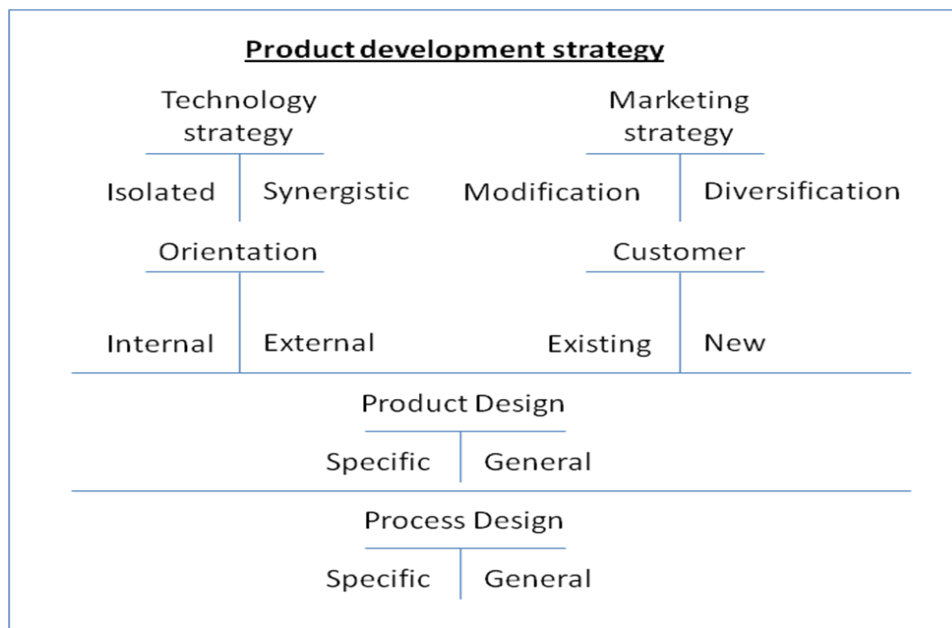 Product development strategy
Technology strategy
Marketing strategy
Isolated Synergistic Modification Diversification
Orientation Customer
Internal External Existing New
Product Design
Specific General
Process Design
Specific General